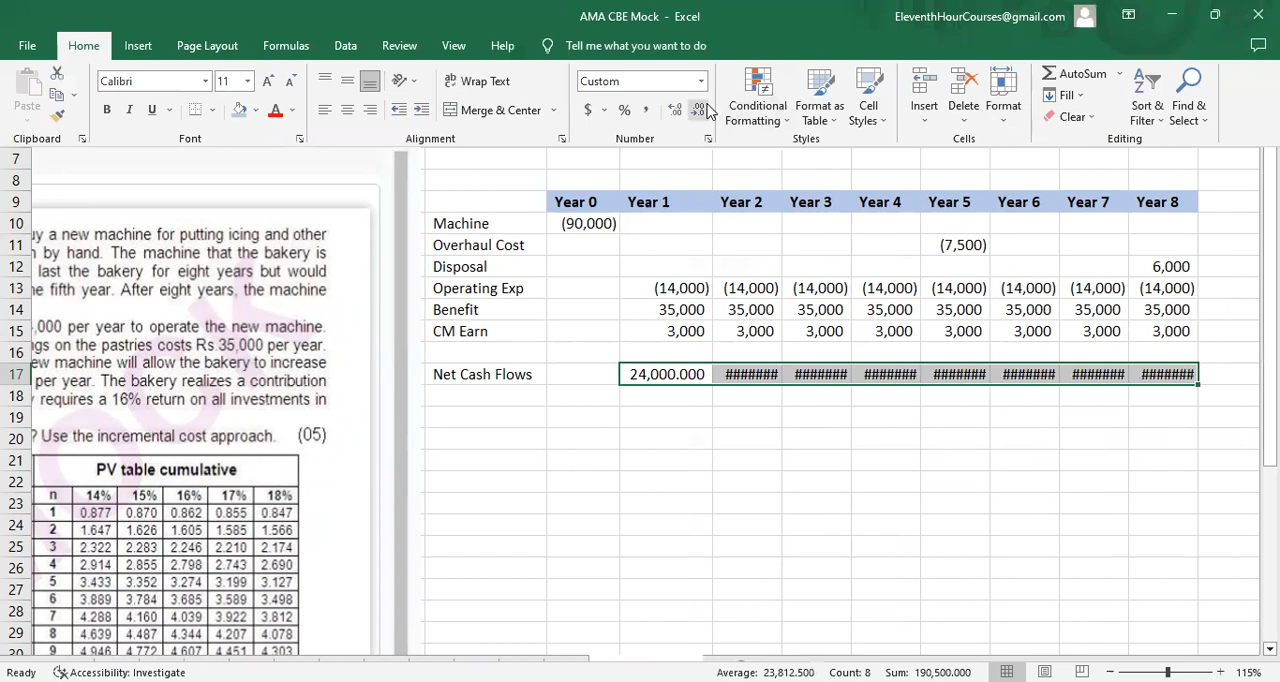 AMA CBE Mock - Excel
EleventhHourCourses@gmail.com
File Home Insert Page Layout Formulas Data Review View Help Tell me what you want to do
Paste
Clipboard
Calibri 11
B I U
Font
Wrap Text
Merge & Center
Alignment
Custom
$ % ,
Number
Conditional Formatting
Format as Table
Cell Styles
Styles
Insert Delete Format
Cells
AutoSum
Fill
Clear
Sort & Filter
Find & Select
Editing
7
8
9 Year 0 Year 1 Year 2 Year 3 Year 4 Year 5 Year 6 Year 7 Year 8
10 Machine (90,000)
11 Overhaul Cost (7,500)
12 Disposal 6,000
13 Operating Exp (14,000) (14,000) (14,000) (14,000) (14,000) (14,000) (14,000) (14,000)
14 Benefit 35,000 35,000 35,000 35,000 35,000 35,000 35,000 35,000
15 CM Earn 3,000 3,000 3,000 3,000 3,000 3,000 3,000 3,000
16
17 Net Cash Flows 24,000.000 ####### ####### ####### ####### ####### ####### #######
18
19
20
21
22
23
24
25
26
27
28
29
uy a new machine for putting icing and other
by hand. The machine that the bakery is
last the bakery for eight years but would
he fifth year. After eight years, the machine
,000 per year to operate the new machine.
ngs on the pastries costs Rs.35,000 per year.
ew machine will allow the bakery to increase
per year. The bakery realizes a contribution
requires a 16% return on all investments in
? Use the incremental cost approach. (05)
PV table cumulative
n 14% 15% 16% 17% 18%
1 0.877 0.870 0.862 0.855 0.847
2 1.647 1.626 1.605 1.585 1.566
3 2.322 2.283 2.246 2.210 2.174
4 2.914 2.855 2.798 2.743 2.690
5 3.433 3.352 3.274 3.199 3.127
6 3.889 3.784 3.685 3.589 3.498
7 4.288 4.160 4.039 3.922 3.812
8 4.639 4.487 4.344 4.207 4.078
9 4.946 4.772 4.607 4.451 4.303
Ready Accessibility: Investigate Average: 23,812.500 Count: 8 Sum: 190,500.000 115%